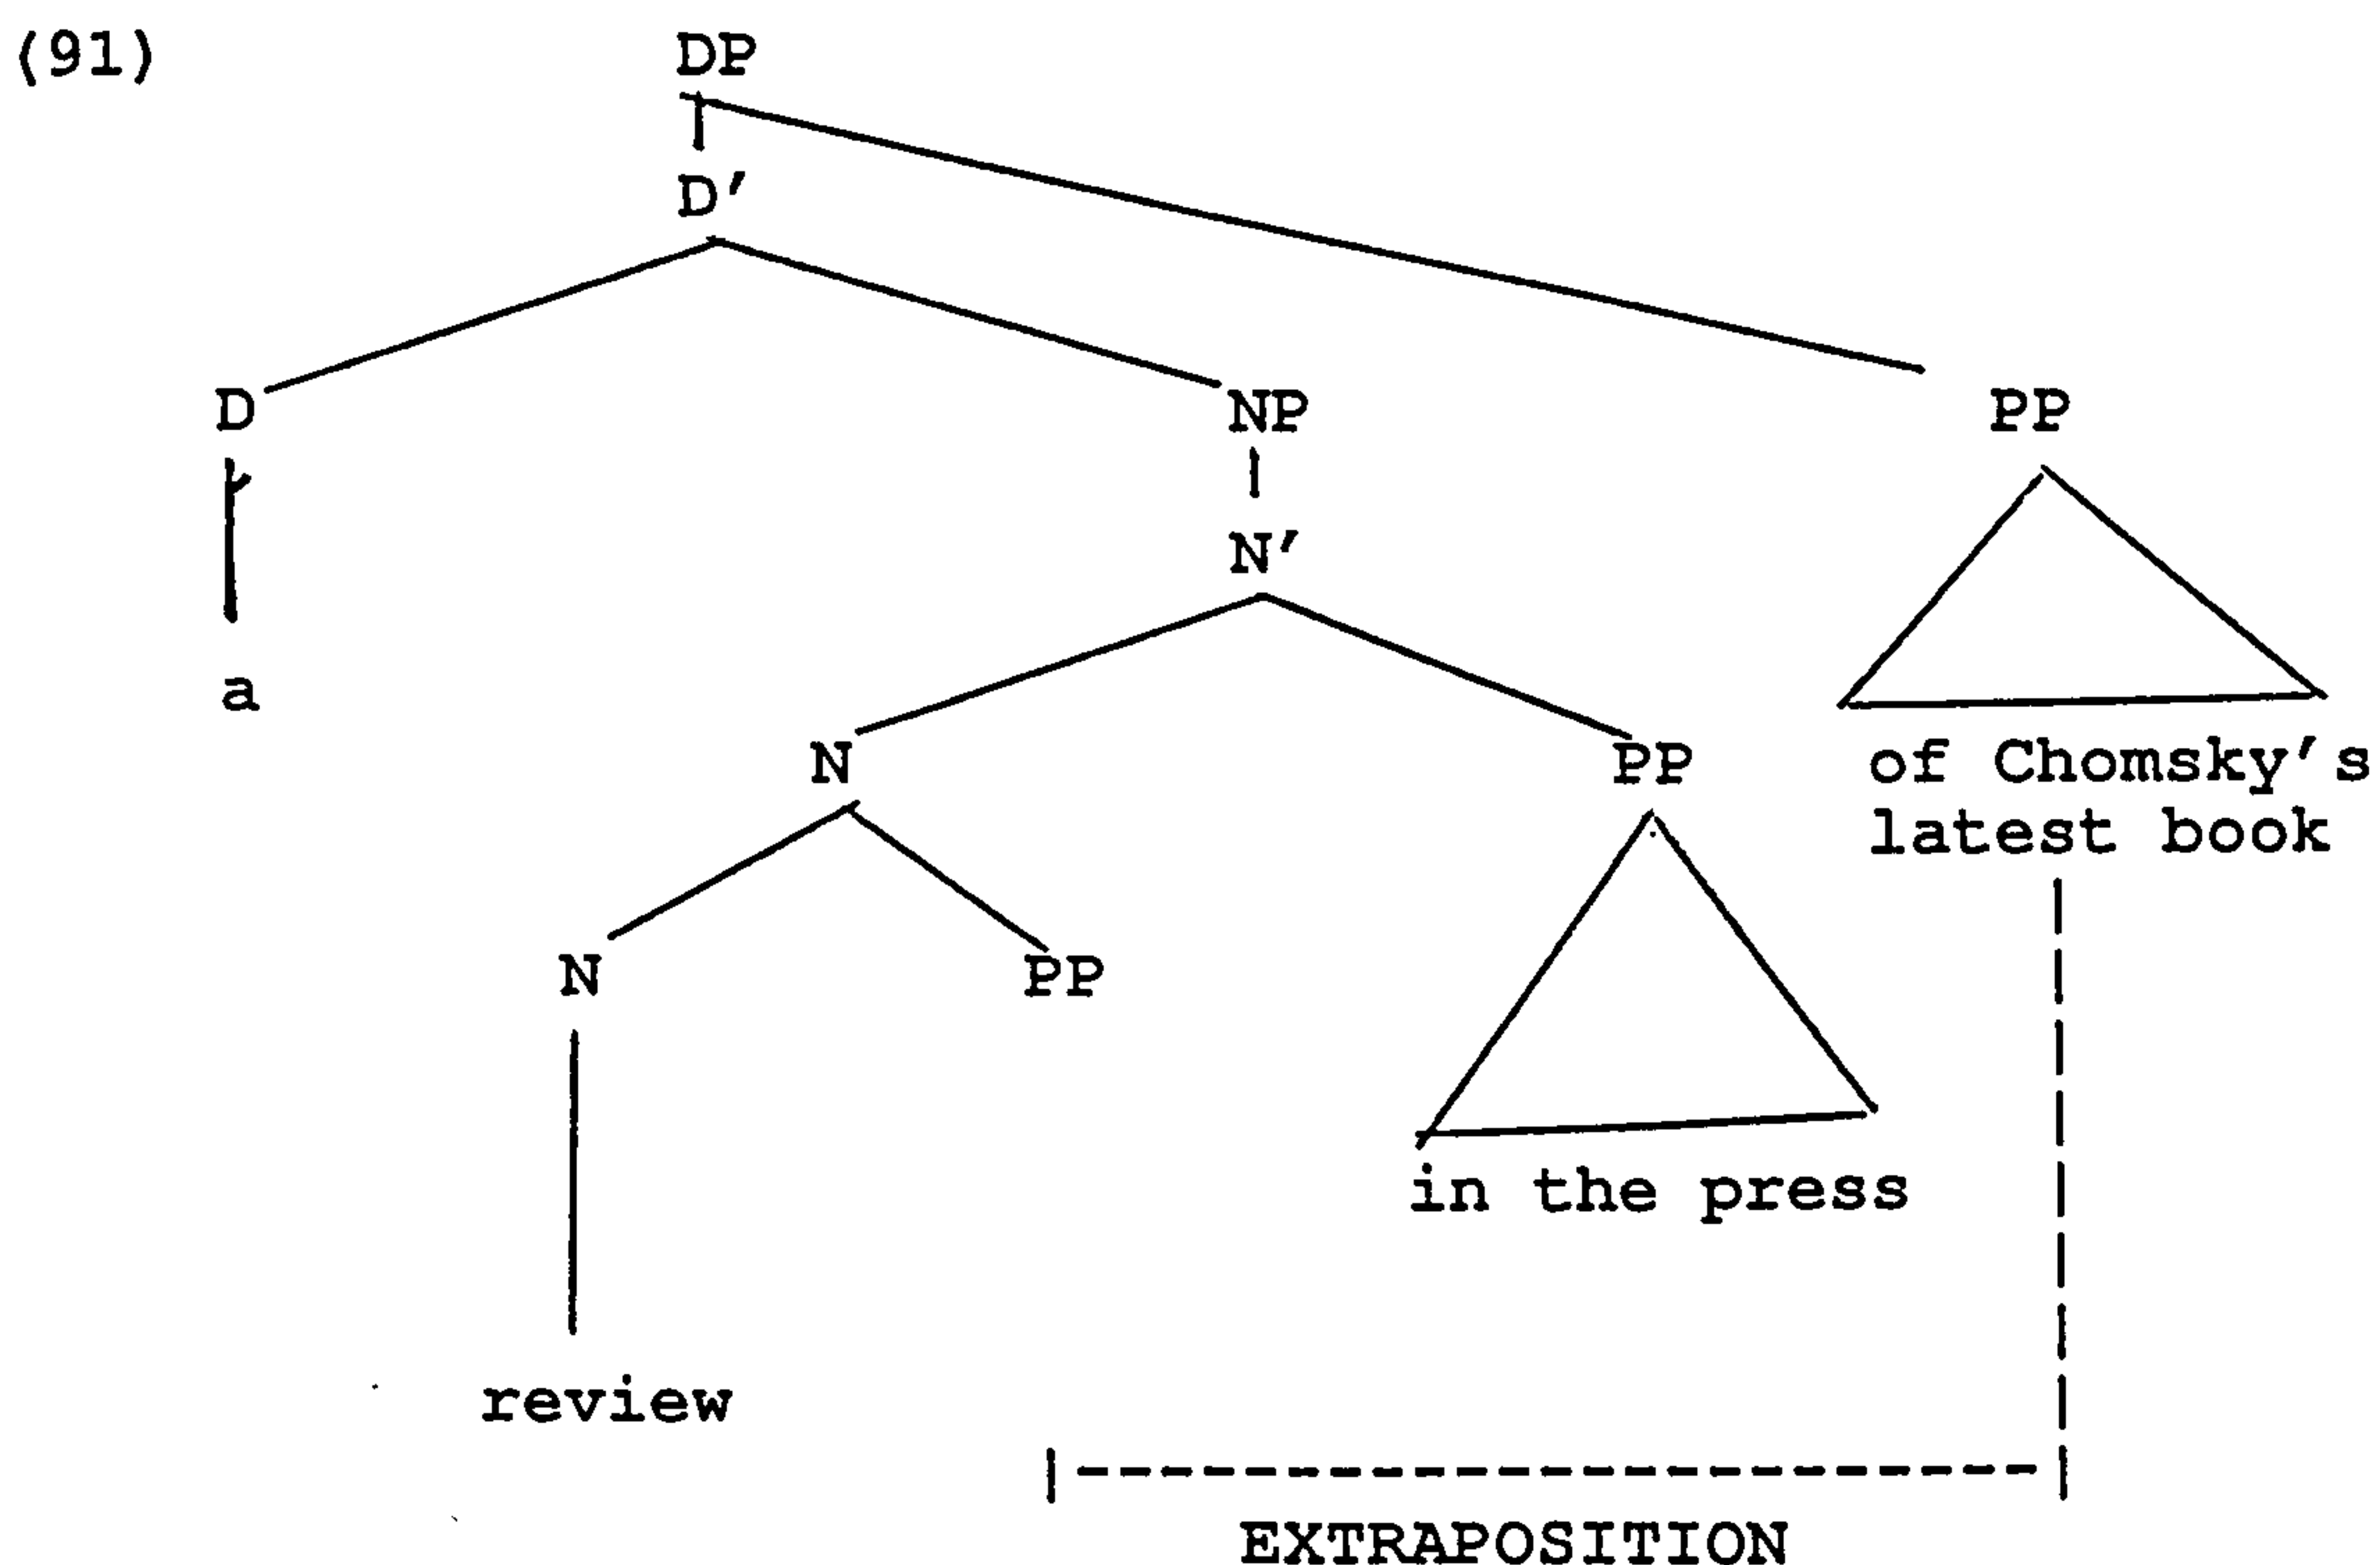 (91) DP
D'
D NP PP
N'
a
N PP of Chomsky's
latest book
N PP
in the press
review
EXTRAPOSITION